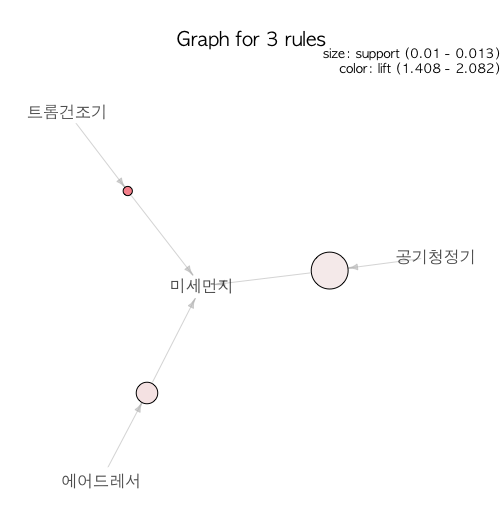 Graph for 3 rules
size: support (0.01 - 0.013)
color: lift (1.408 - 2.082)
트롬건조기
공기청정기
미세먼지
에어드레서